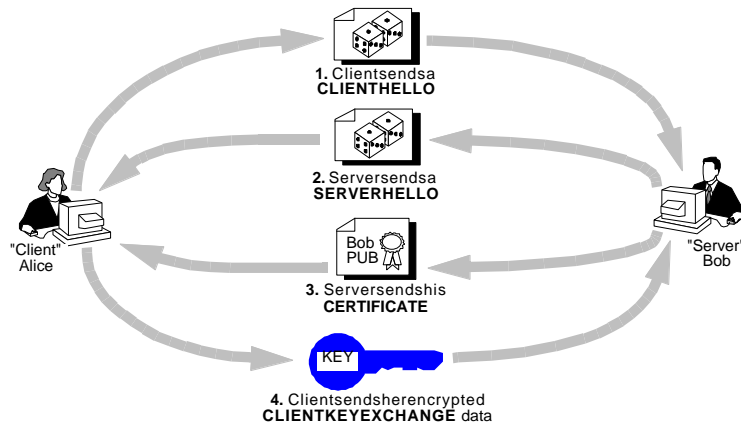 1. Clientsendsa
CLIENTHELLO
2. Serversendsa
SERVERHELLO
"Client"
Alice
"Server"
Bob
Bob
PUB
3. Serversendshis
CERTIFICATE
KEY
4. Clientsendsherencrypted
CLIENTKEYEXCHANGE data